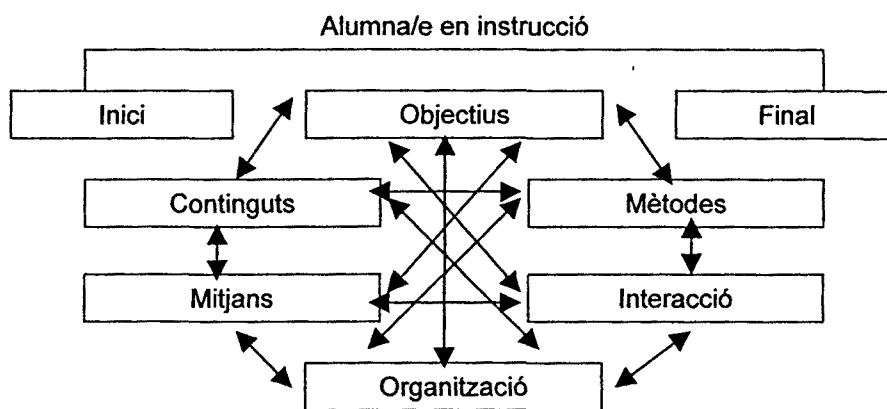 Alumna/e en instrucció
Inici
Objectius
Final
Continguts
Mètodes
Mitjans
Interacció
Organització